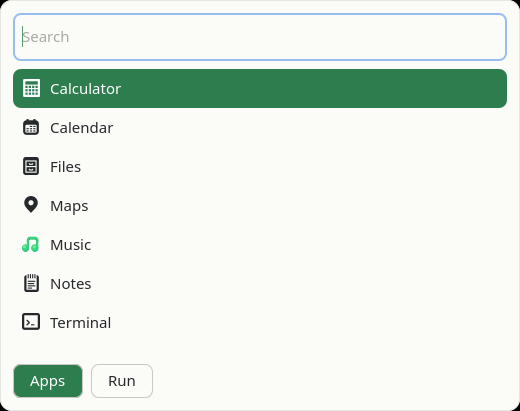 Search
Calculator
Calendar
Files
Maps
Music
Notes
Terminal
Apps Run